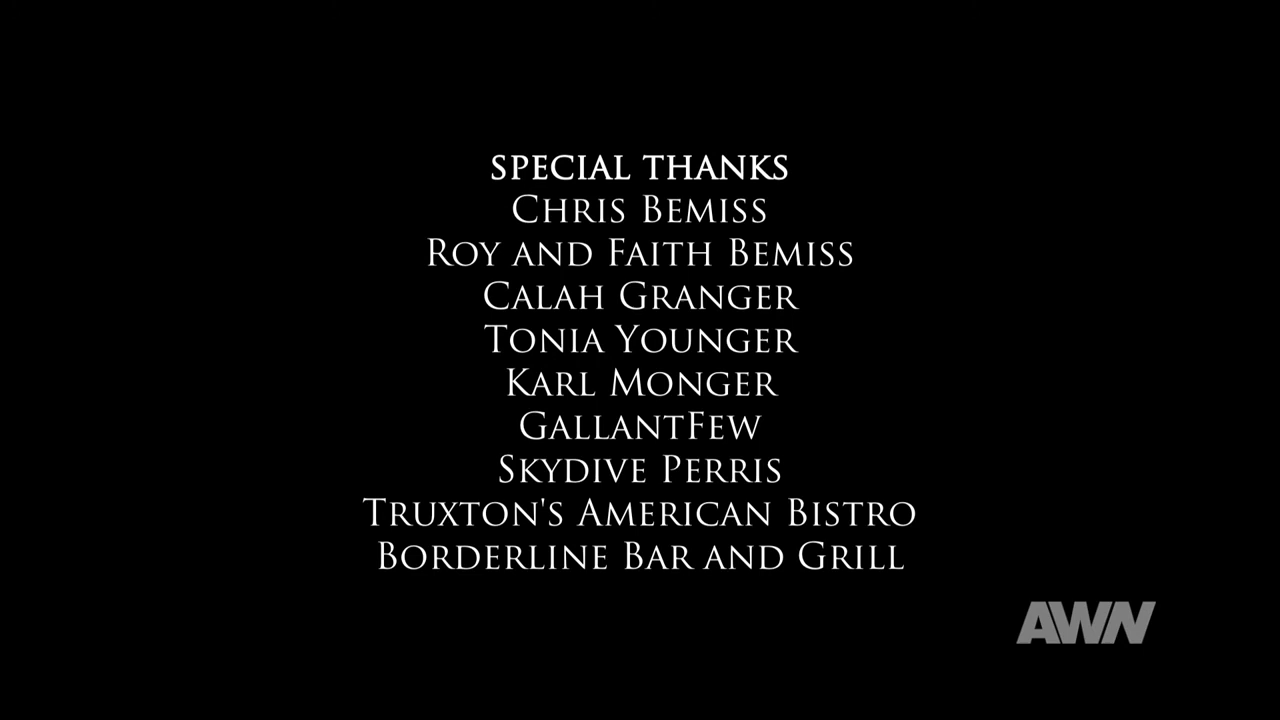 SPECIAL THANKS
CHRIS BEMISS
ROY AND FAITH BEMISS
CALAH GRANGER
TONIA YOUNGER
KARL MONGER
GALLANTFEW
SKYDIVE PERRIS
TRUXTON'S AMERICAN BISTRO
BORDERLINE BAR AND GRILL
AWN